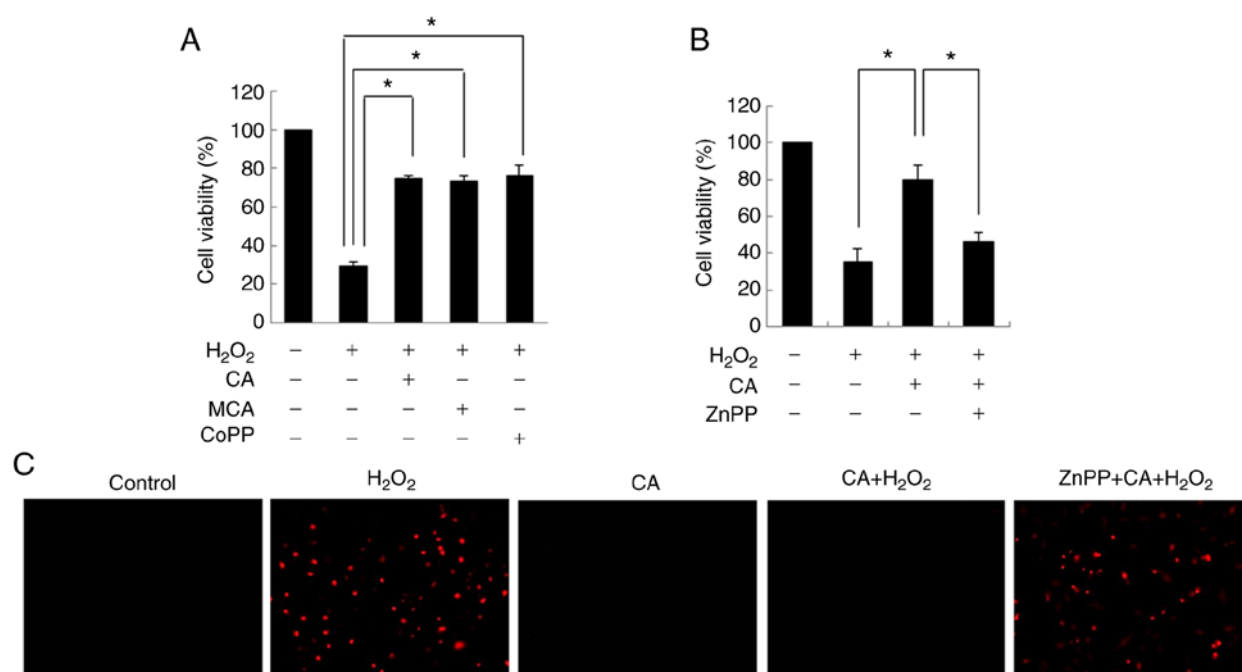 A
B
*
*
*
*
*
Cell viability (%)
120
100
80
60
40
20
0
H₂O₂ – + + + +
CA – – + – –
MCA – – – + –
CoPP – – – – +
Cell viability (%)
120
100
80
60
40
20
0
H₂O₂ – + + +
CA – – + +
ZnPP – – – +
C
Control
H₂O₂
CA
CA+H₂O₂
ZnPP+CA+H₂O₂